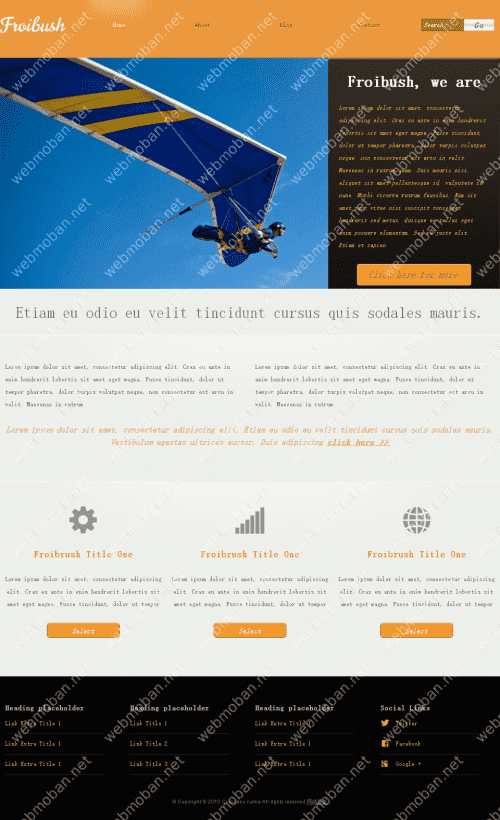 Froibush
Home About Blog Contact Search Go
Froibush, we are
Lorem ipsum dolor sit amet, consectetur
adipiscing elit. Cras eu ante in enim hendrerit
lobortis sit amet eget magna. Fusce tincidunt,
dolor ut tempor pharetra, dolor turpis volutpat
neque, non consectetur sit arcu in velit.
Maecenas in rutrum diam. Duis mauris nisi,
aliquet sit amet pellentesque id, vulputate id
nunc. Morbi viverra rutrum faucibus. Nam sit
amet dui vitae nisi suscipit consequat
hendrerit sed metus. Quisque eu tellus eget
enim posuere elementum. Sed in justo elit.
Etiam et sapien
Click here for more
Etiam eu odio eu velit tincidunt cursus quis sodales mauris.
Lorem ipsum dolor sit amet, consectetur adipiscing elit. Cras eu ante in
enim hendrerit lobortis sit amet eget magna. Fusce tincidunt, dolor ut
tempor pharetra, dolor turpis volutpat neque, non consectetur sit arcu in
velit. Maecenas in rutrum
Lorem ipsum dolor sit amet, consectetur adipiscing elit. Cras eu ante in
enim hendrerit lobortis sit amet eget magna. Fusce tincidunt, dolor ut
tempor pharetra, dolor turpis volutpat neque, non consectetur sit arcu in
velit. Maecenas in rutrum
Lorem ipsum dolor sit amet, consectetur adipiscing elit. Etiam eu odio eu velit tincidunt cursus quis sodales mauris.
Vestibulum egestas ultrices auctor. Duis adipiscing click here >>
Froibrush Title One
Lorem ipsum dolor sit amet, consectetur adipiscing
elit. Cras eu ante in enim hendrerit lobortis sit
amet eget magna. Fusce tincidunt, dolor ut tempor
Select
Froibrush Title One
Lorem ipsum dolor sit amet, consectetur adipiscing
elit. Cras eu ante in enim hendrerit lobortis sit
amet eget magna. Fusce tincidunt, dolor ut tempor
Select
Froibrush Title One
Lorem ipsum dolor sit amet, consectetur adipiscing
elit. Cras eu ante in enim hendrerit lobortis sit
amet eget magna. Fusce tincidunt, dolor ut tempor
Select
Heading placeholder
Link Extra Title 1
Link Extra Title 1
Link Extra Title 1
Heading placeholder
Link Title 1
Link Title 2
Link Title 3
Heading placeholder
Link Extra Title 1
Link Extra Title 1
Link Extra Title 1
Social Links
Twitter
Facebook
Google +
© Copyright © 2013.Company name All rights reserved.
webmoban.net